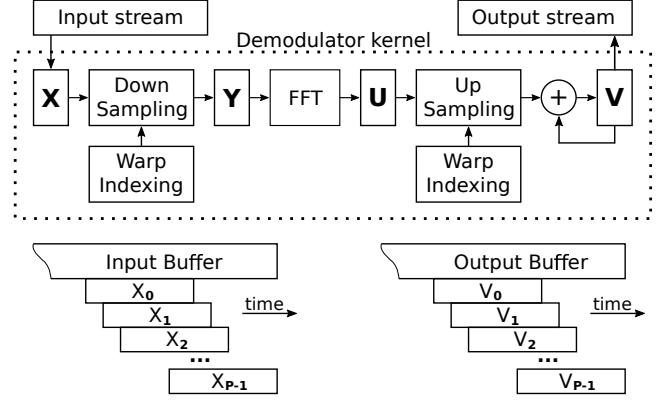 Input stream
Output stream
Demodulator kernel
X
Down
Sampling
Y
FFT
U
Up
Sampling
+
V
Warp
Indexing
Warp
Indexing
Input Buffer
X0
X1
X2
...
XP-1
time
Output Buffer
V0
V1
V2
...
VP-1
time